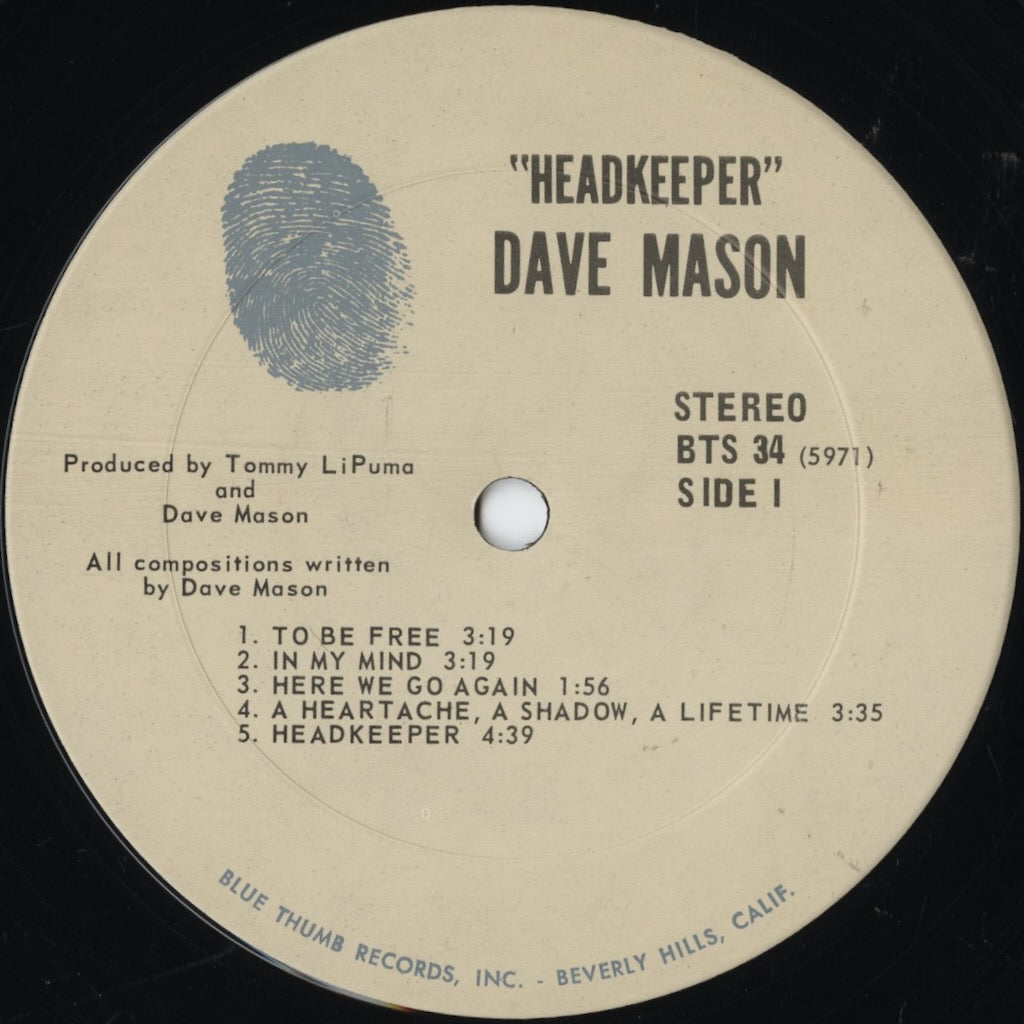 "HEADKEEPER"
DAVE MASON
STEREO
BTS 34 (5971)
SIDE I
Produced by Tommy LiPuma
and
Dave Mason
All compositions written
by Dave Mason
1. TO BE FREE 3:19
2. IN MY MIND 3:19
3. HERE WE GO AGAIN 1:56
4. A HEARTACHE, A SHADOW, A LIFETIME 3:35
5. HEADKEEPER 4:39
BLUE THUMB RECORDS, INC. - BEVERLY HILLS, CALIF.